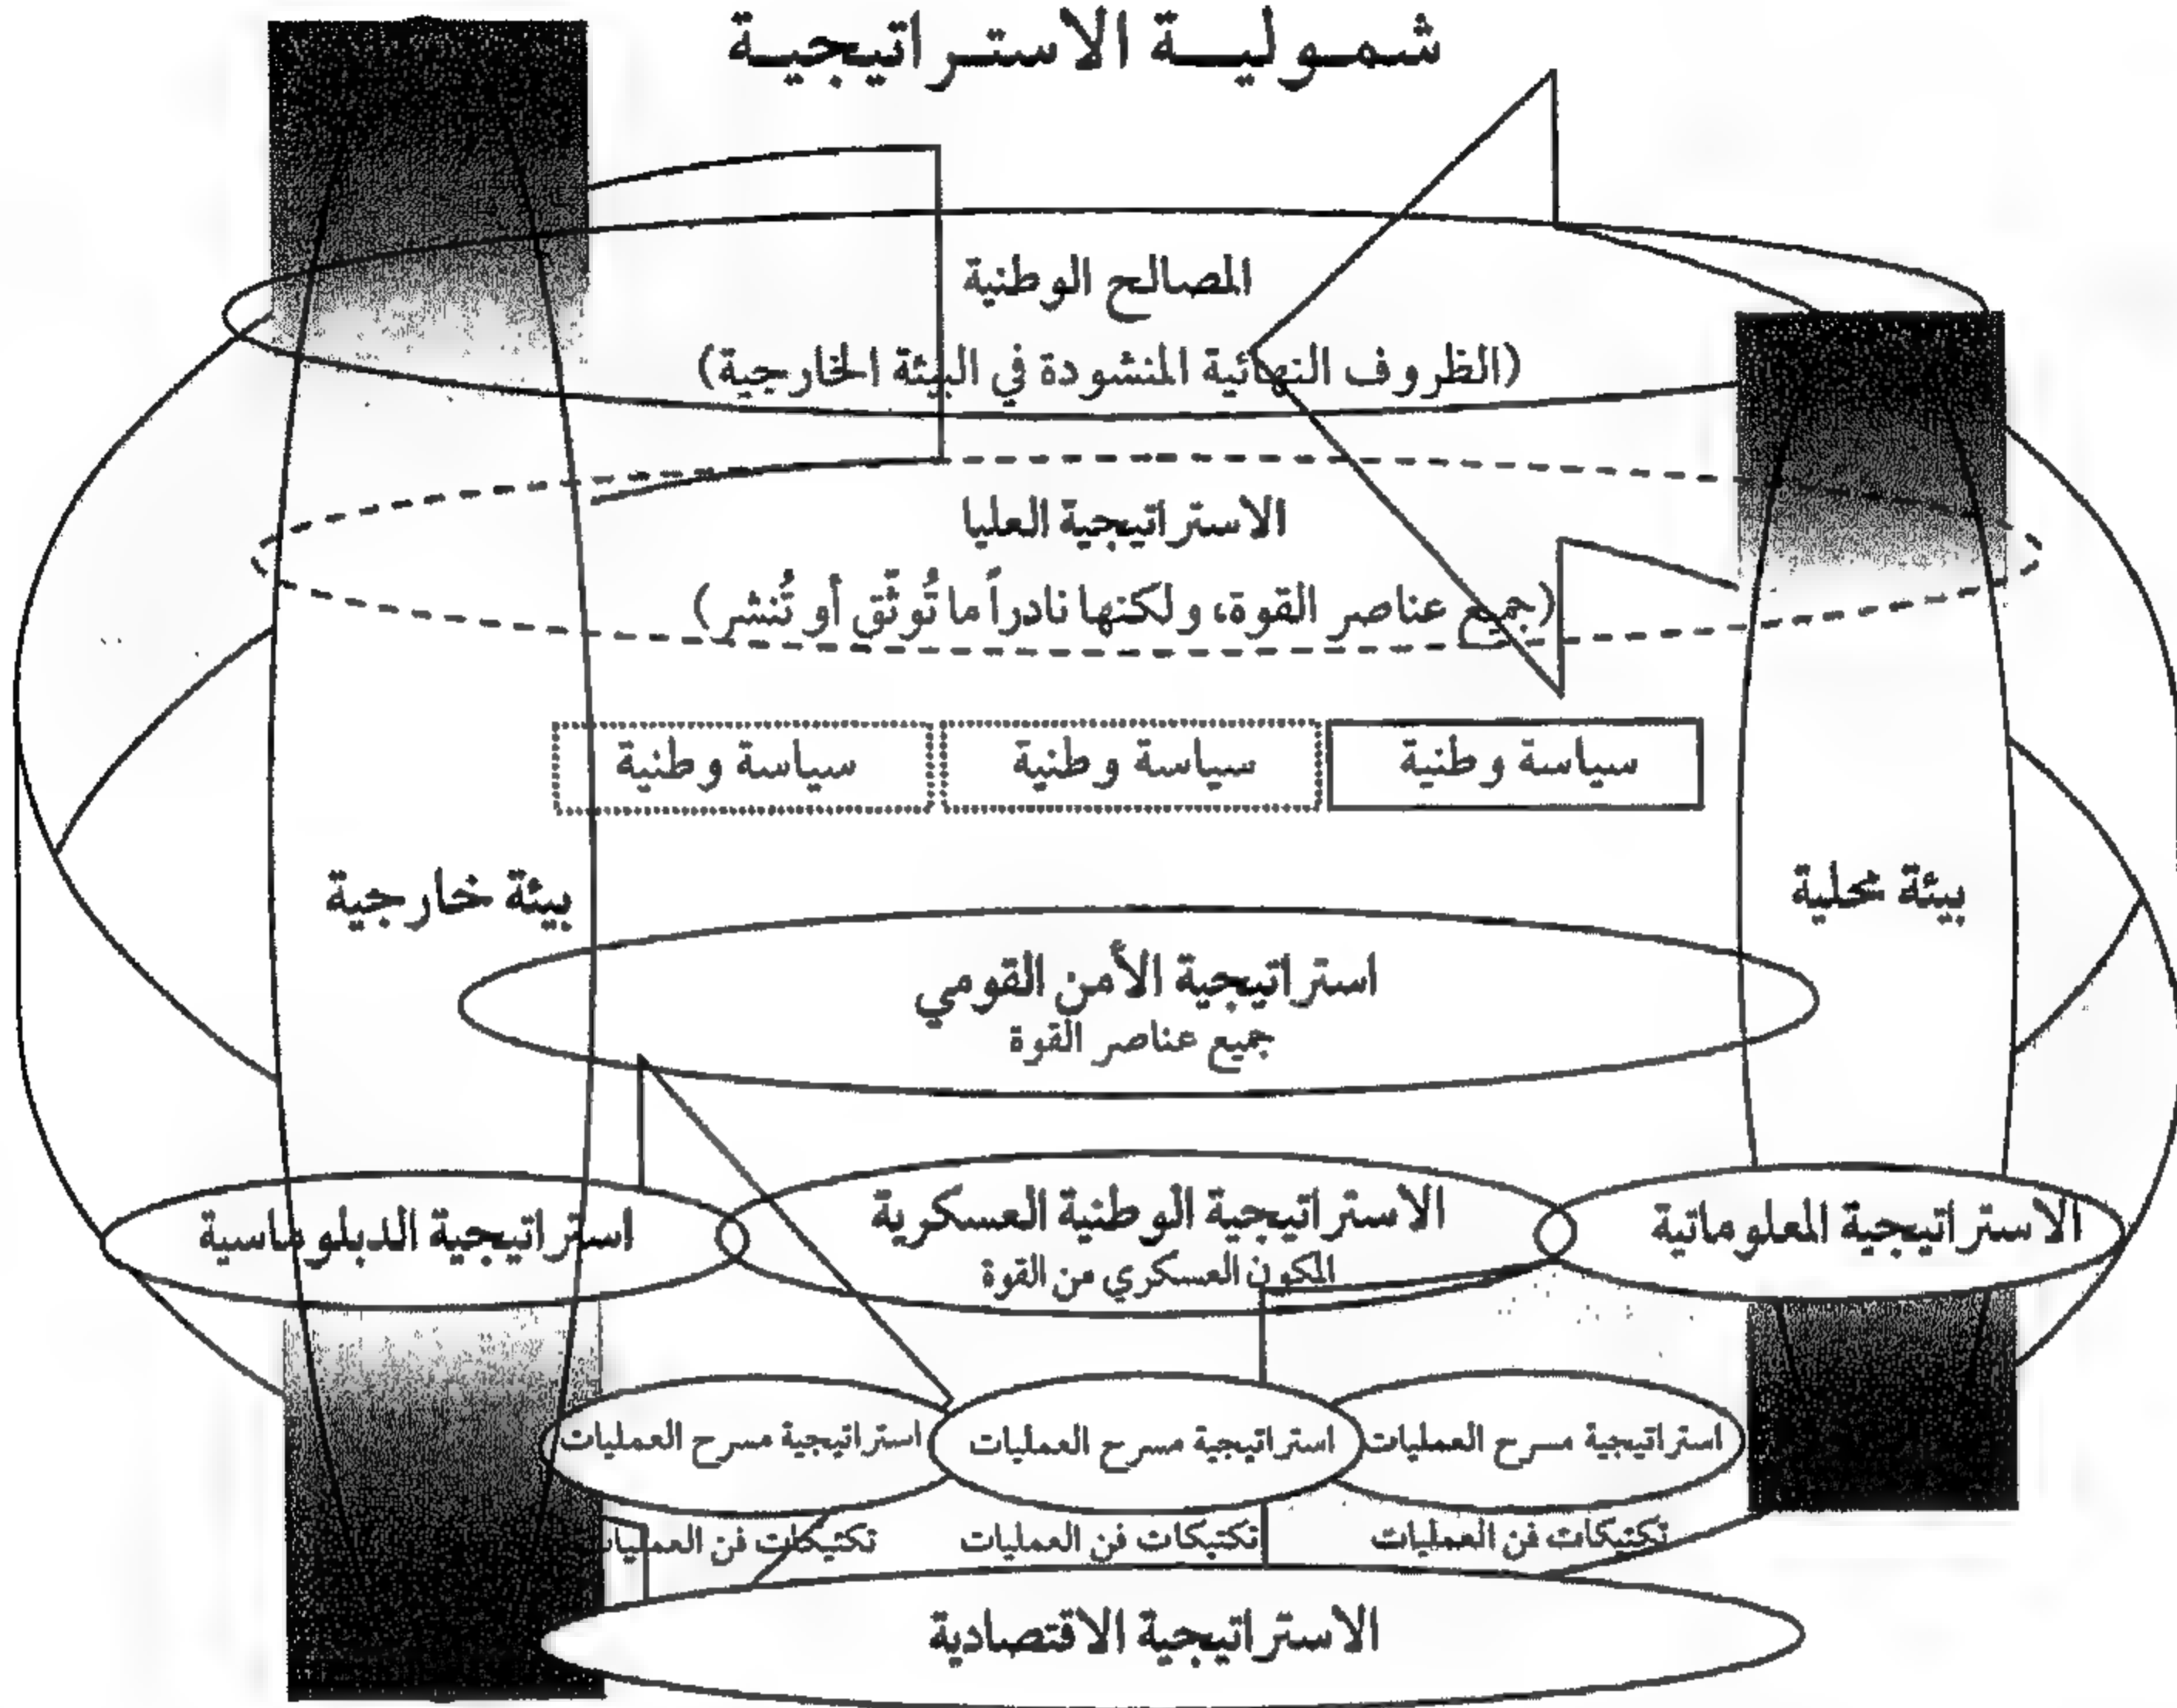 شمولية الاستراتيجية
المصالح الوطنية
(الظروف النهائية المنشودة في البيئة الخارجية)
الاستراتيجية العليا
(جميع عناصر القوة، ولكنها نادراً ما تُوثّق أو تُنشر)
سياسة وطنية
سياسة وطنية
سياسة وطنية
بيئة محلية
بيئة خارجية
استراتيجية الأمن القومي
جميع عناصر القوة
الاستراتيجية المعلوماتية
الاستراتيجية الوطنية العسكرية
المكون العسكري من القوة
استراتيجية الدبلوماسية
استراتيجية مسرح العمليات
استراتيجية مسرح العمليات
استراتيجية مسرح العمليات
تكتيكات فن العمليات
تكتيكات فن العمليات
تكتيكات فن العمليات
الاستراتيجية الاقتصادية